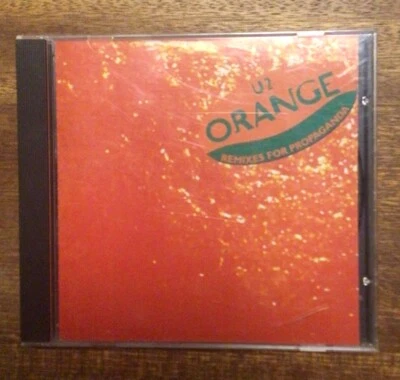 U2
ORANGE
REMIXES FOR PROPAGANDA